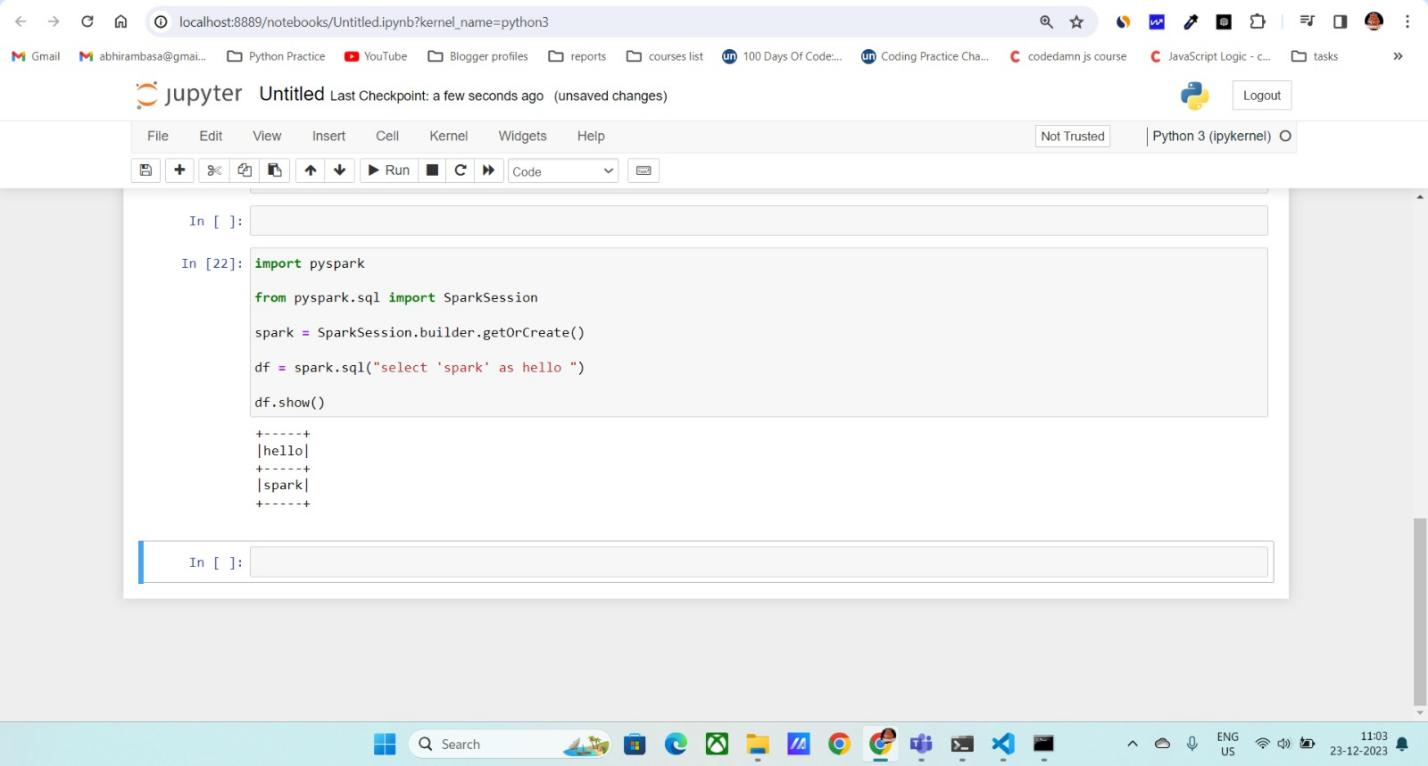 localhost:8889/notebooks/Untitled.ipynb?kernel_name=python3
Gmail abhirambasa@gmai... Python Practice YouTube Blogger profiles reports courses list 100 Days Of Code:... Coding Practice Cha... codedamn js course JavaScript Logic - c... tasks »
jupyter Untitled Last Checkpoint: a few seconds ago (unsaved changes) Logout
File Edit View Insert Cell Kernel Widgets Help Not Trusted Python 3 (ipykernel)
Run Code
In [ ]:
In [22]: import pyspark
from pyspark.sql import SparkSession
spark = SparkSession.builder.getOrCreate()
df = spark.sql("select 'spark' as hello ")
df.show()
+-----+
|hello|
+-----+
|spark|
+-----+
In [ ]:
Search ENG 11:03
US 23-12-2023